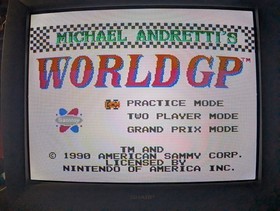 MICHAEL ANDRETTI'S
WORLD GP™
PRACTICE MODE
TWO PLAYER MODE
GRAND PRIX MODE
TM AND
© 1990 AMERICAN SAMMY CORP.
LICENSED BY
NINTENDO OF AMERICA INC.